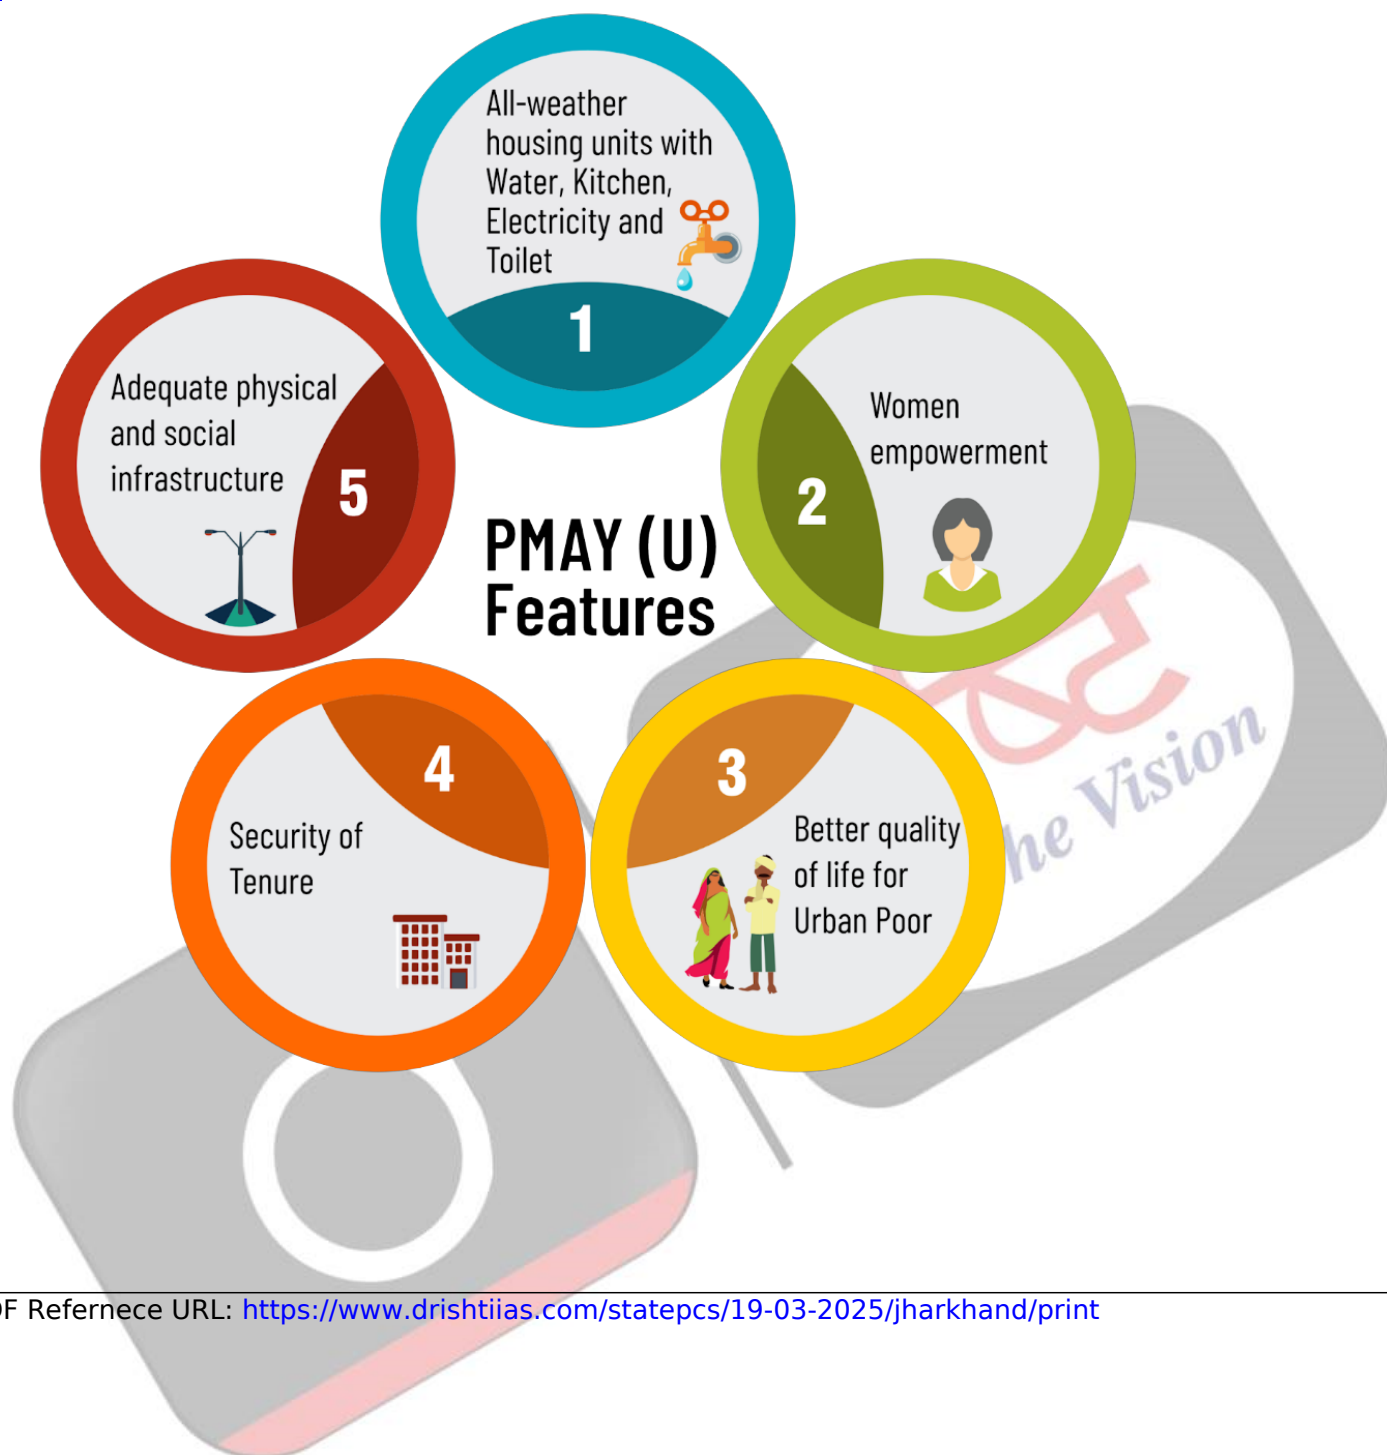 All-weather
housing units with
Water, Kitchen,
Electricity and
Toilet
1
Women
empowerment
2
3
Better quality
of life for
Urban Poor
4
Security of
Tenure
Adequate physical
and social
infrastructure
5
PMAY (U)
Features
he Vision
F Refernece URL: https://www.drishtiias.com/statepcs/19-03-2025/jharkhand/print